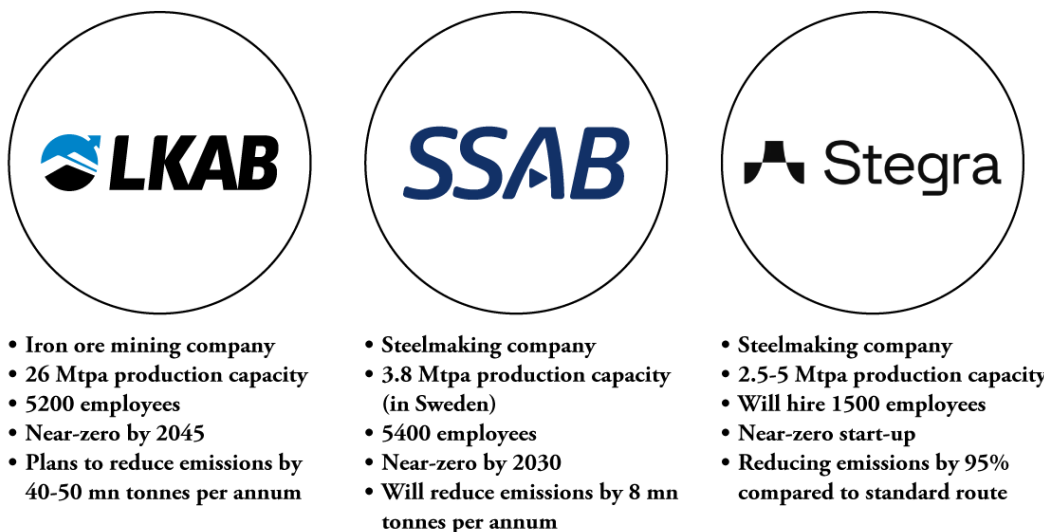 LKAB
SSAB
Stegra
• Iron ore mining company
• 26 Mtpa production capacity
• 5200 employees
• Near-zero by 2045
• Plans to reduce emissions by
40-50 mn tonnes per annum
• Steelmaking company
• 3.8 Mtpa production capacity
(in Sweden)
• 5400 employees
• Near-zero by 2030
• Will reduce emissions by 8 mn
tonnes per annum
• Steelmaking company
• 2.5-5 Mtpa production capacity
• Will hire 1500 employees
• Near-zero start-up
• Reducing emissions by 95%
compared to standard route